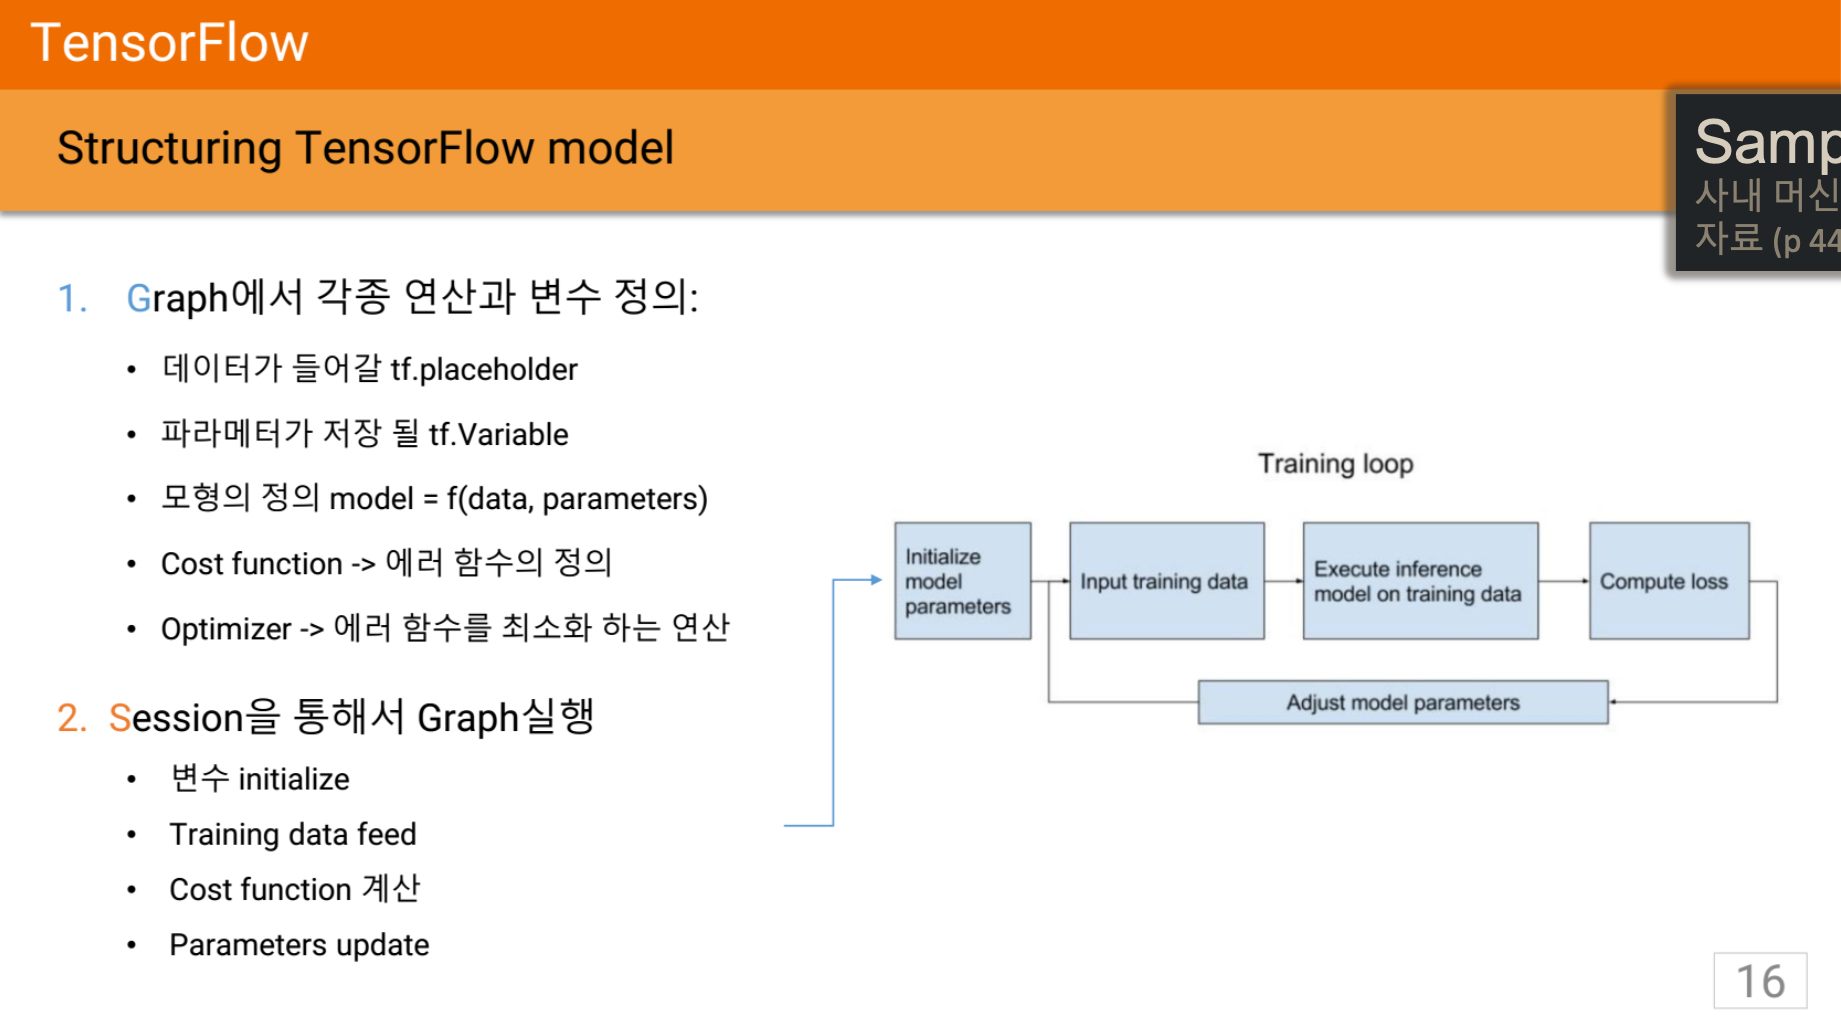 TensorFlow
Structuring TensorFlow model
사내 머신
자료 (p 44
1. Graph에서 각종 연산과 변수 정의:
• 데이터가 들어갈 tf.placeholder
• 파라메터가 저장 될 tf.Variable
• 모형의 정의 model = f(data, parameters)
• Cost function -> 에러 함수의 정의
• Optimizer -> 에러 함수를 최소화 하는 연산
2. Session을 통해서 Graph실행
• 변수 initialize
• Training data feed
• Cost function 계산
• Parameters update
Training loop
Initialize
model
parameters
Input training data
Execute inference
model on training data
Compute loss
Adjust model parameters
16